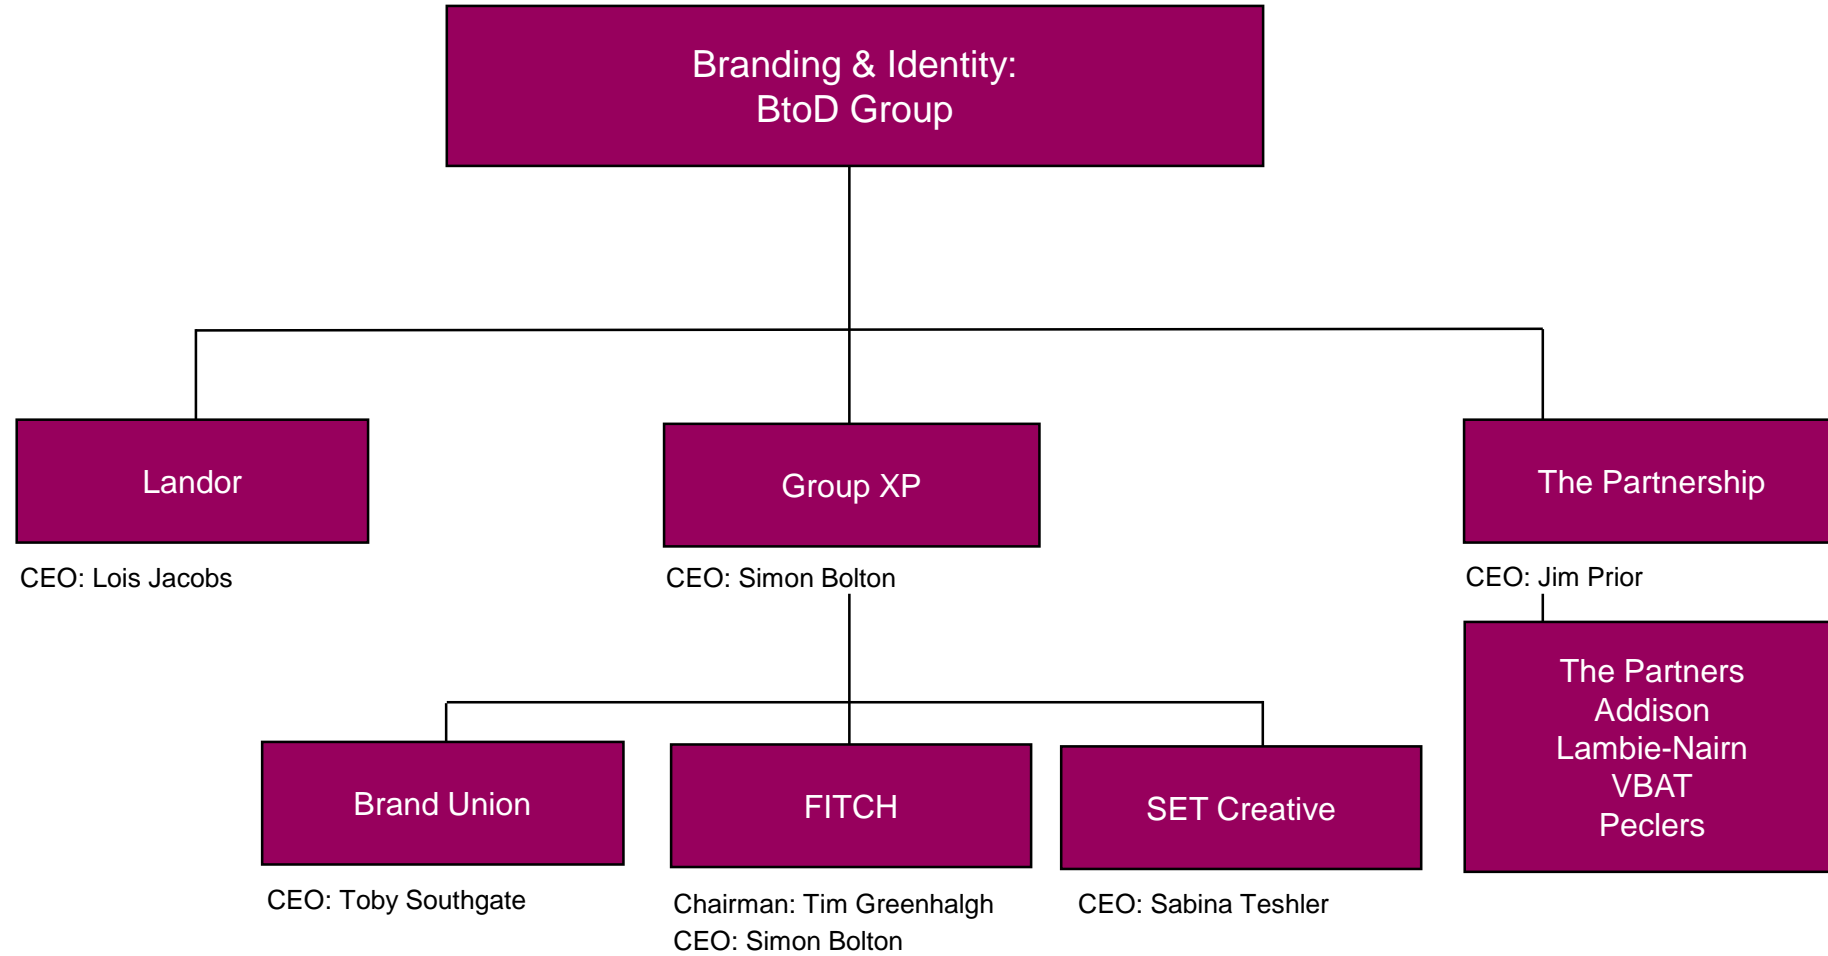 Branding & Identity:
BtoD Group
Landor
Group XP
The Partnership
CEO: Lois Jacobs
CEO: Simon Bolton
CEO: Jim Prior
The Partners
Addison
Lambie-Nairn
VBAT
Peclers
Brand Union
FITCH
SET Creative
CEO: Toby Southgate
Chairman: Tim Greenhalgh
CEO: Simon Bolton
CEO: Sabina Teshler